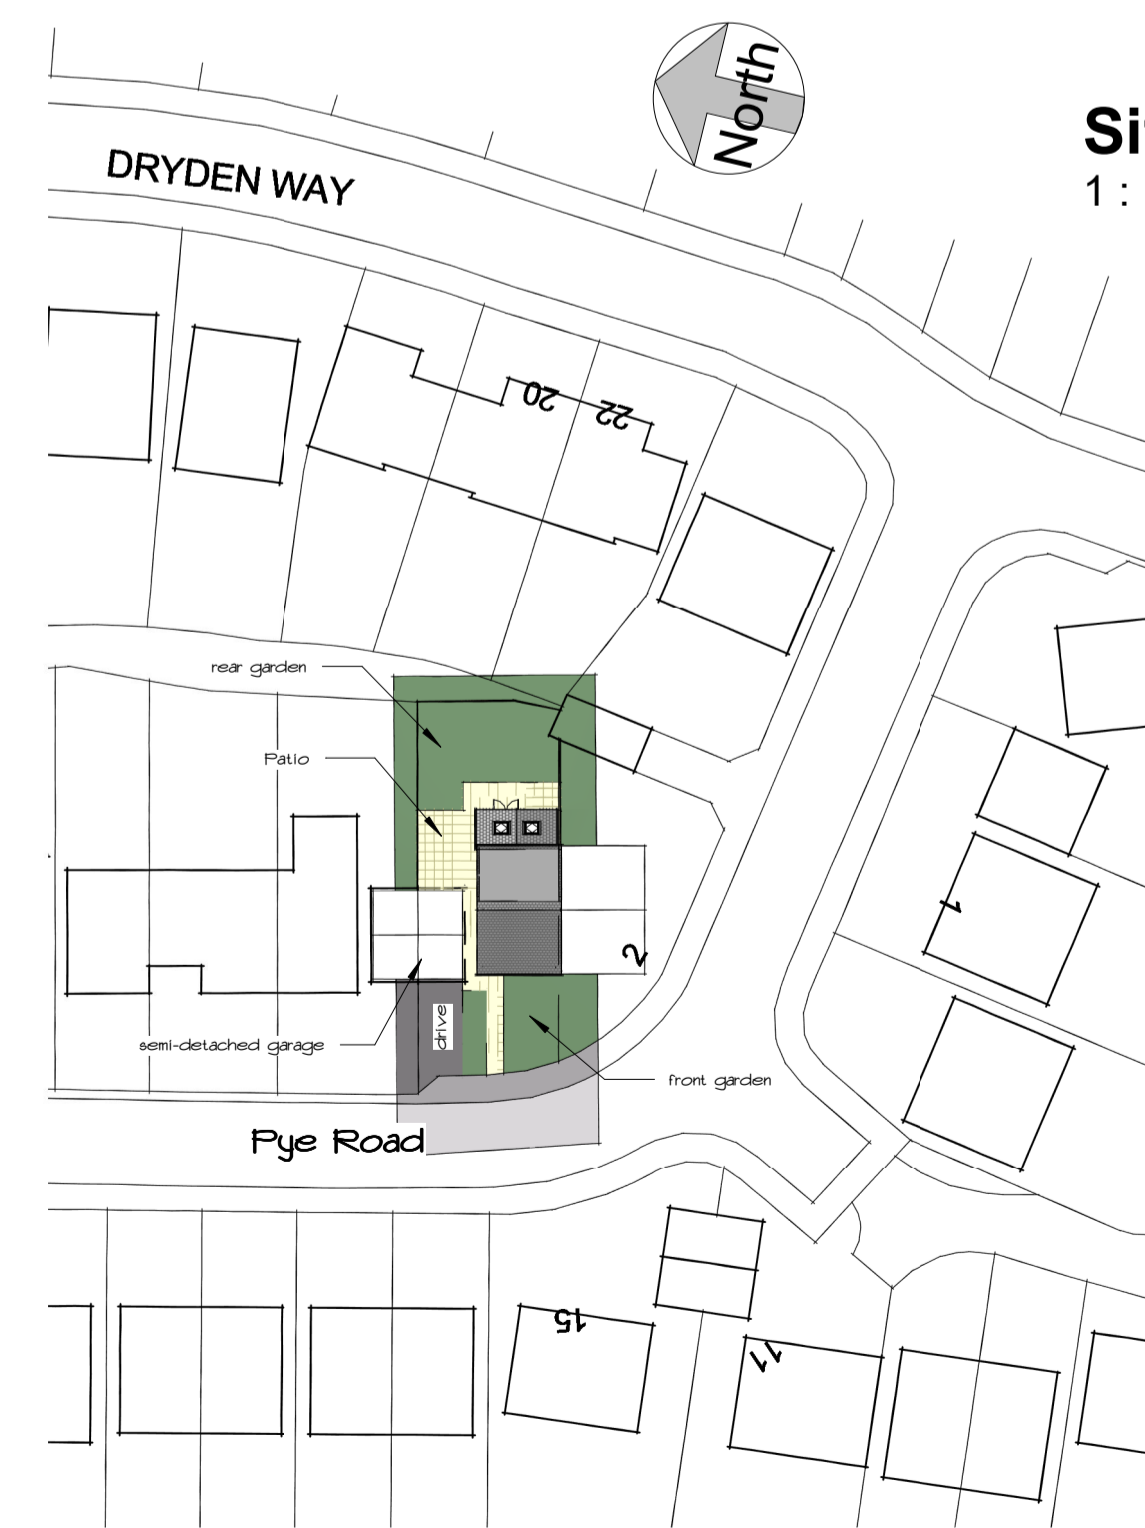 North
Si
1 :
DRYDEN WAY
20
22
rear garden
Patio
1
2
drive
semi-detached garage
front garden
Pye Road
15
11